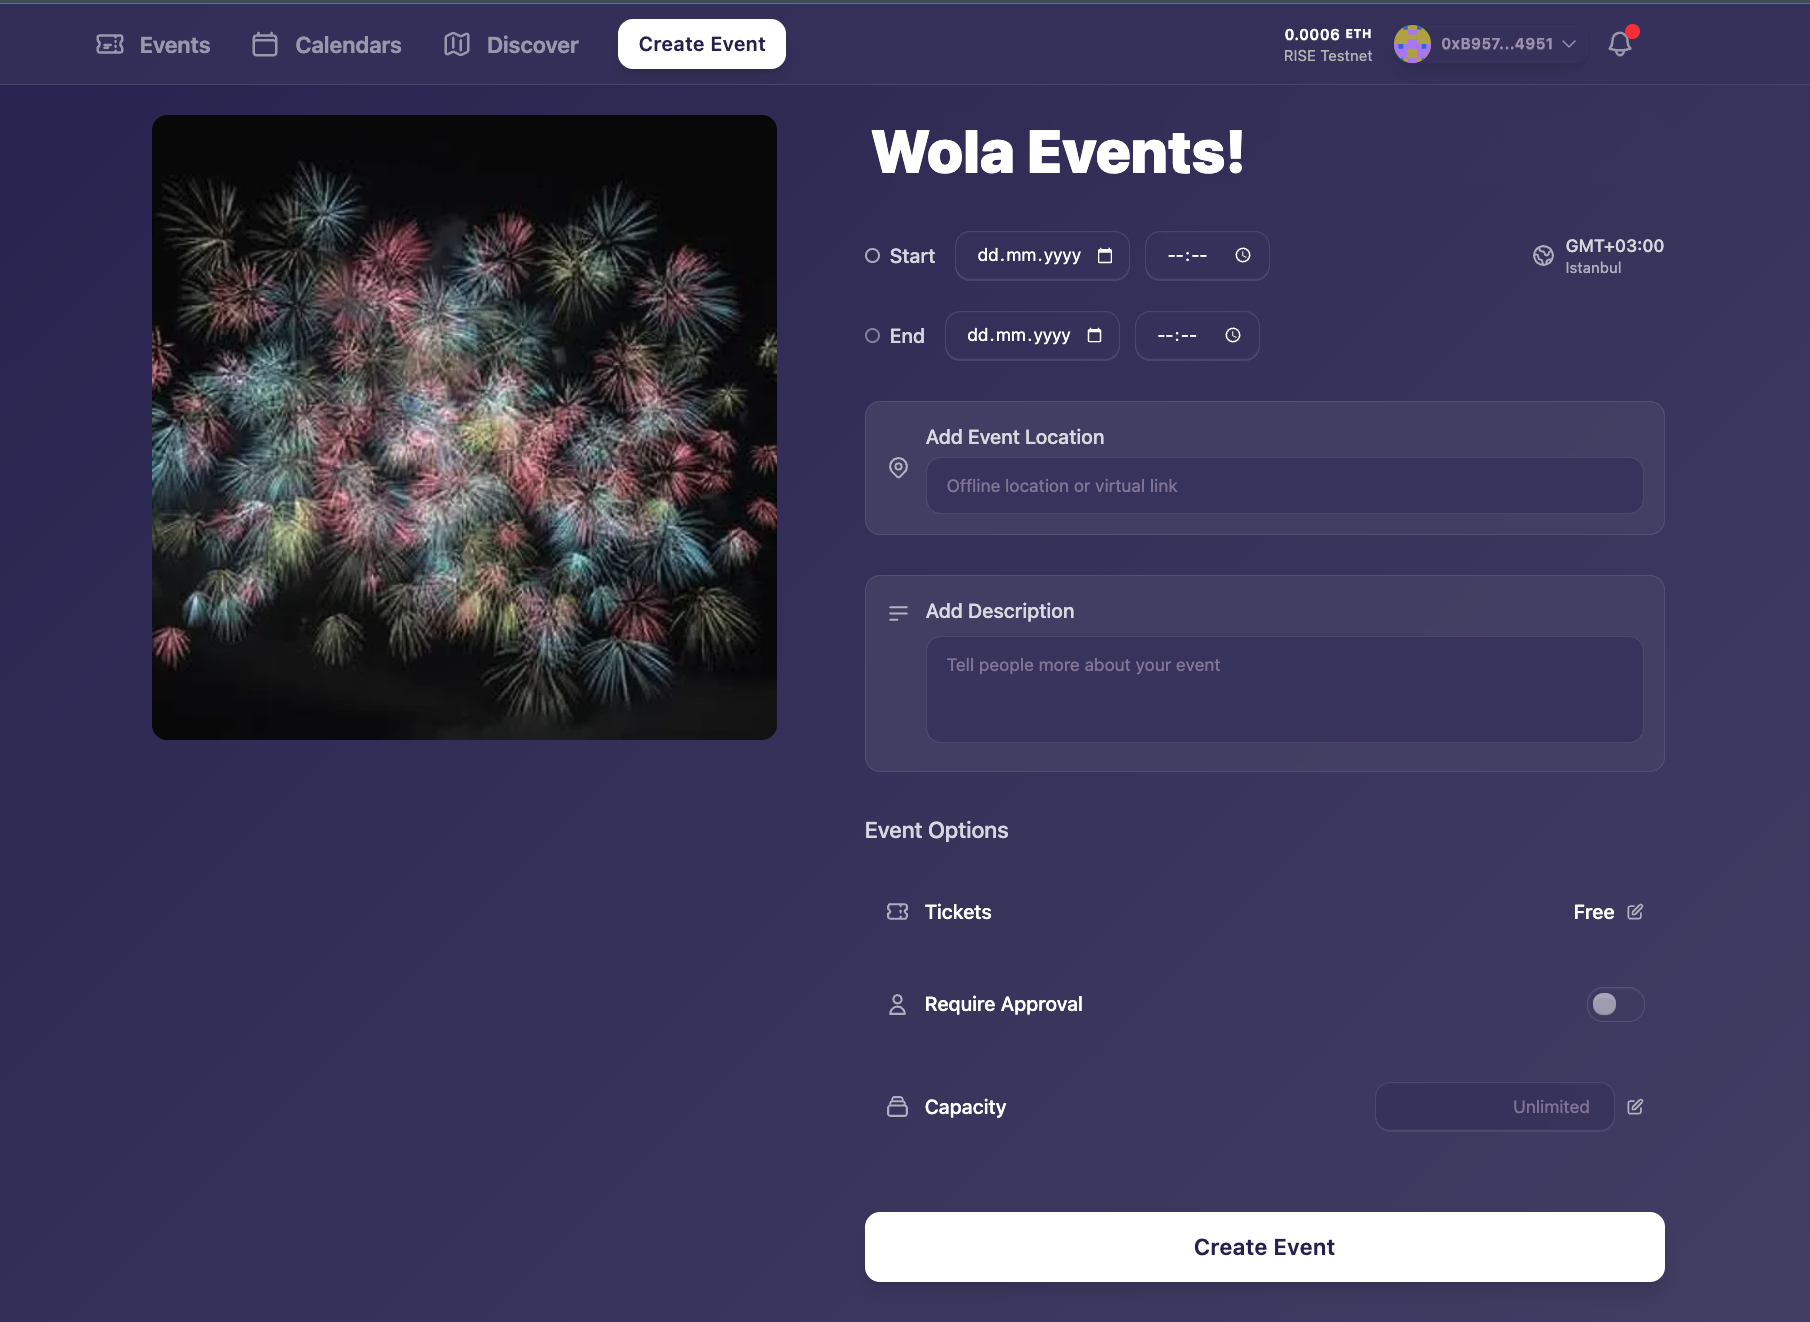 Events
Calendars
Discover
Create Event
0.0006 ETH
RISE Testnet
0xB957...4951
Wola Events!
Start
dd.mm.yyyy
--:--
GMT+03:00
Istanbul
End
dd.mm.yyyy
--:--
Add Event Location
Offline location or virtual link
Add Description
Tell people more about your event
Event Options
Tickets
Free
Require Approval
Capacity
Unlimited
Create Event